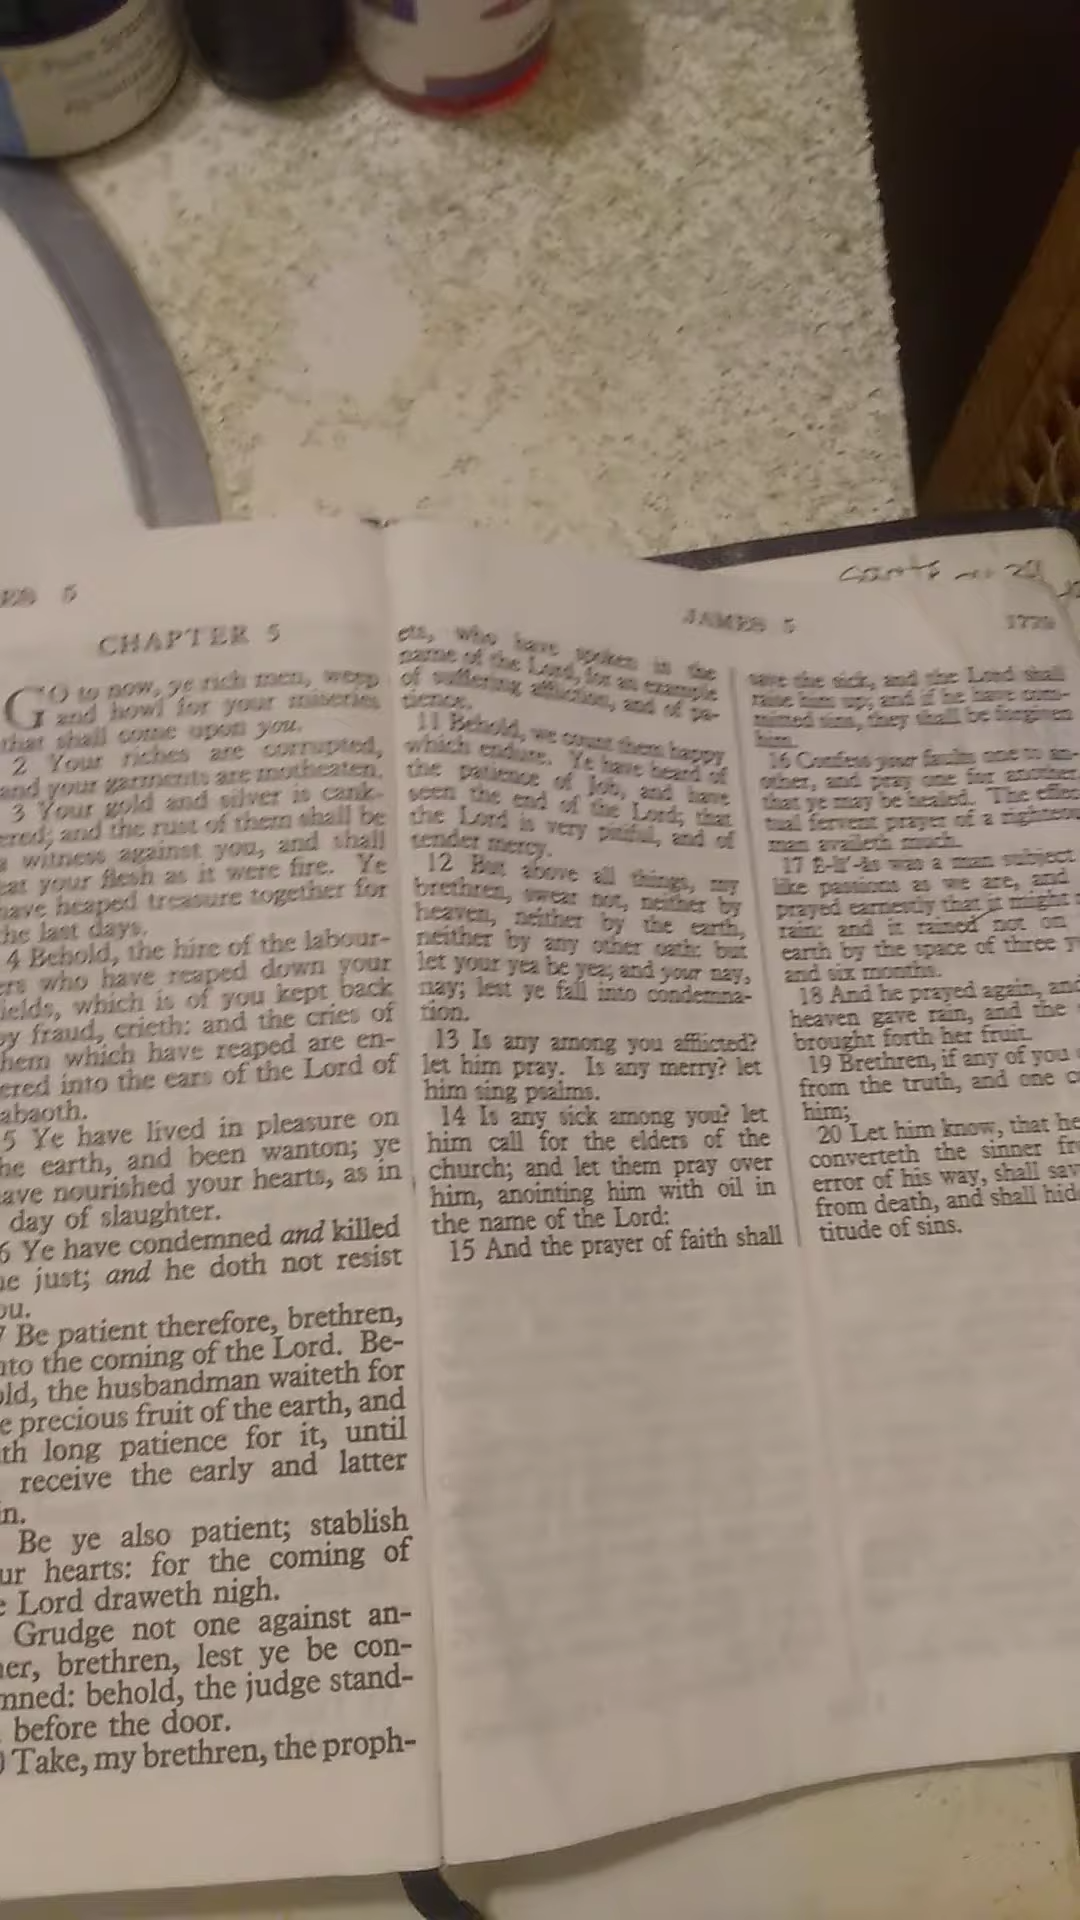 5
CHAPTER 5
GO to now, ye rich men, weep
and howl for your miseries
that shall come upon you.
2 Your riches are corrupted,
and your garments are motheaten.
3 Your gold and silver is cank-
ered; and the rust of them shall be
a witness against you, and shall
eat your flesh as it were fire. Ye
have heaped treasure together for
the last days.
4 Behold, the hire of the labour-
ers who have reaped down your
ields, which is of you kept back
by fraud, crieth: and the cries of
hem which have reaped are en-
ered into the ears of the Lord of
abaoth.
5 Ye have lived in pleasure on
he earth, and been wanton; ye
ave nourished your hearts, as in
day of slaughter.
6 Ye have condemned and killed
he just; and he doth not resist
ou.
7 Be patient therefore, brethren,
nto the coming of the Lord. Be-
old, the husbandman waiteth for
e precious fruit of the earth, and
th long patience for it, until
receive the early and latter
in.
Be ye also patient; stablish
ur hearts: for the coming of
e Lord draweth nigh.
Grudge not one against an-
her, brethren, lest ye be con-
mned: behold, the judge stand-
before the door.
0 Take, my brethren, the proph-
JAMES 5
1779
ets, who have spoken in the
name of the Lord, for an example
of suffering affliction, and of pa-
tience.
11 Behold, we count them happy
which endure. Ye have heard of
the patience of Job, and have
seen the end of the Lord; that
the Lord is very pitiful, and of
tender mercy.
12 But above all things, my
brethren, swear not, neither by
heaven, neither by the earth,
neither by any other oath: but
let your yea be yea; and your nay,
nay; lest ye fall into condemna-
tion.
13 Is any among you afflicted?
let him pray. Is any merry? let
him sing psalms.
14 Is any sick among you? let
him call for the elders of the
church; and let them pray over
him, anointing him with oil in
the name of the Lord:
15 And the prayer of faith shall
save the sick, and the Lord shall
raise him up; and if he have com-
mitted sins, they shall be forgiven
him.
16 Confess your faults one to an-
other, and pray one for another,
that ye may be healed. The effec
tual fervent prayer of a righteou
man availeth much.
17 E-li'-as was a man subject
like passions as we are, and
prayed earnestly that it might
rain: and it rained not on
earth by the space of three y
and six months.
18 And he prayed again, and
heaven gave rain, and the
brought forth her fruit.
19 Brethren, if any of you
from the truth, and one c
him;
20 Let him know, that he
converteth the sinner fr
error of his way, shall sav
from death, and shall hid
titude of sins.